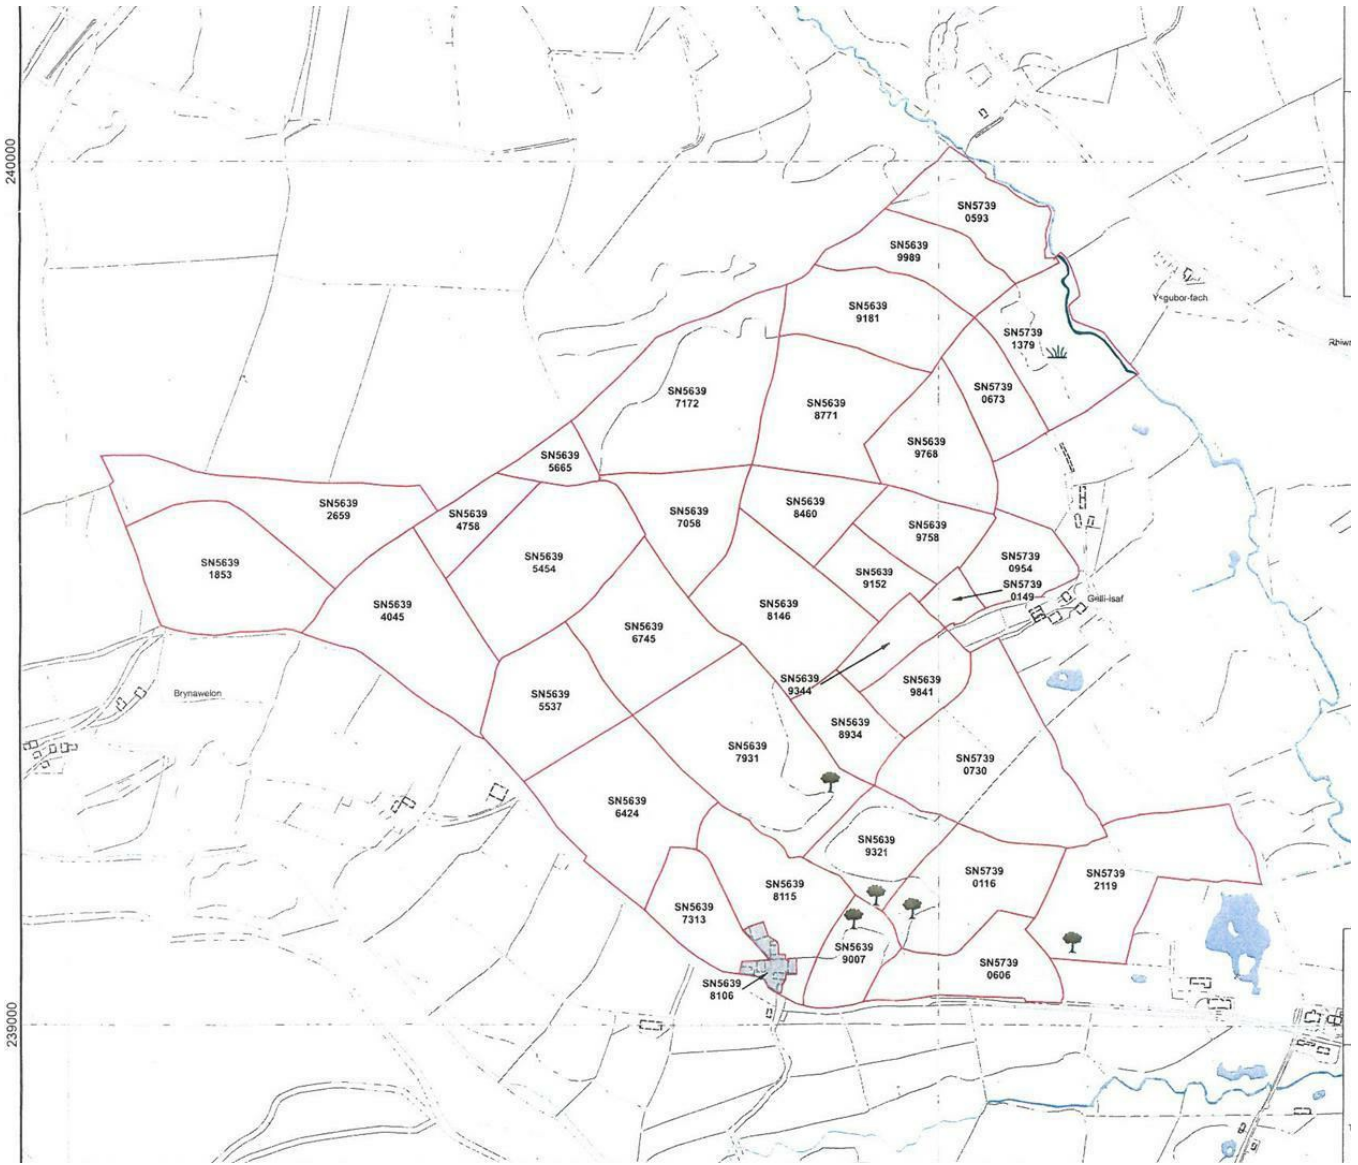 240000
SN5739
0593
SN5639
9989
SN5639
9181
SN5739
1379
Rhiw
SN5639
7172
SN5639
8771
SN5739
0673
SN5639
9768
SN5639
5665
SN5639
2659
SN5639
4758
SN5639
7058
SN5639
8460
SN5639
9758
SN5639
1853
SN5639
5454
SN5639
9152
SN5739
0954
SN5739
0149
Gelli-isaf
SN5639
4045
SN5639
6745
SN5639
8146
SN5639
9344
SN5639
9841
Brynawelon
SN5639
5537
SN5639
8934
SN5639
7931
SN5739
0730
SN5639
6424
SN5639
9321
SN5739
0116
SN5739
2119
SN5639
8115
SN5639
7313
SN5639
9007
SN5739
0606
SN5639
8106
239000